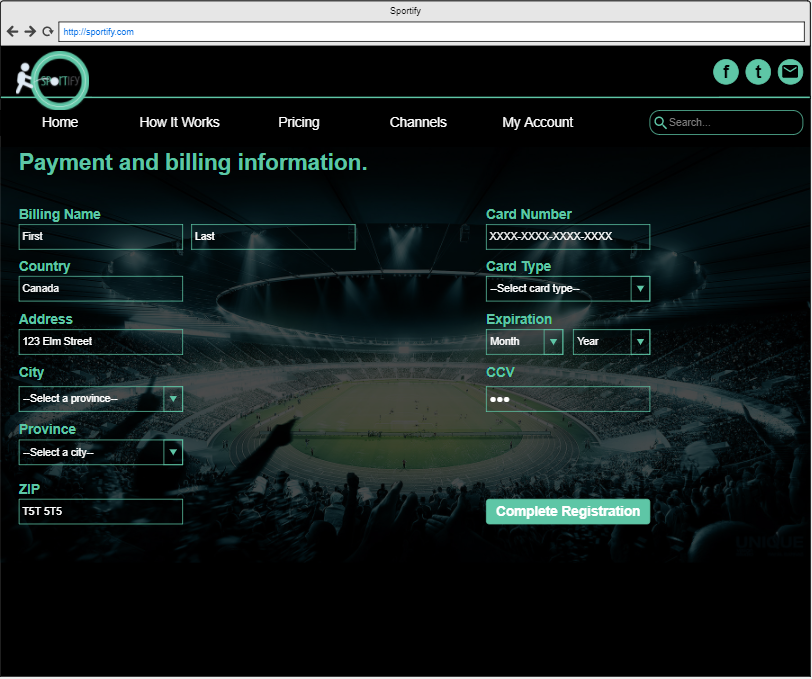 Sportify
http://sportify.com
SPORTIFY
f t
Home How It Works Pricing Channels My Account Search...
Payment and billing information.
Billing Name Card Number
First Last XXXX-XXXX-XXXX-XXXX
Country Card Type
Canada --Select card type--
Address Expiration
123 Elm Street Month Year
City CCV
--Select a province-- •••
Province
--Select a city--
ZIP
T5T 5T5 Complete Registration
UNIQUE